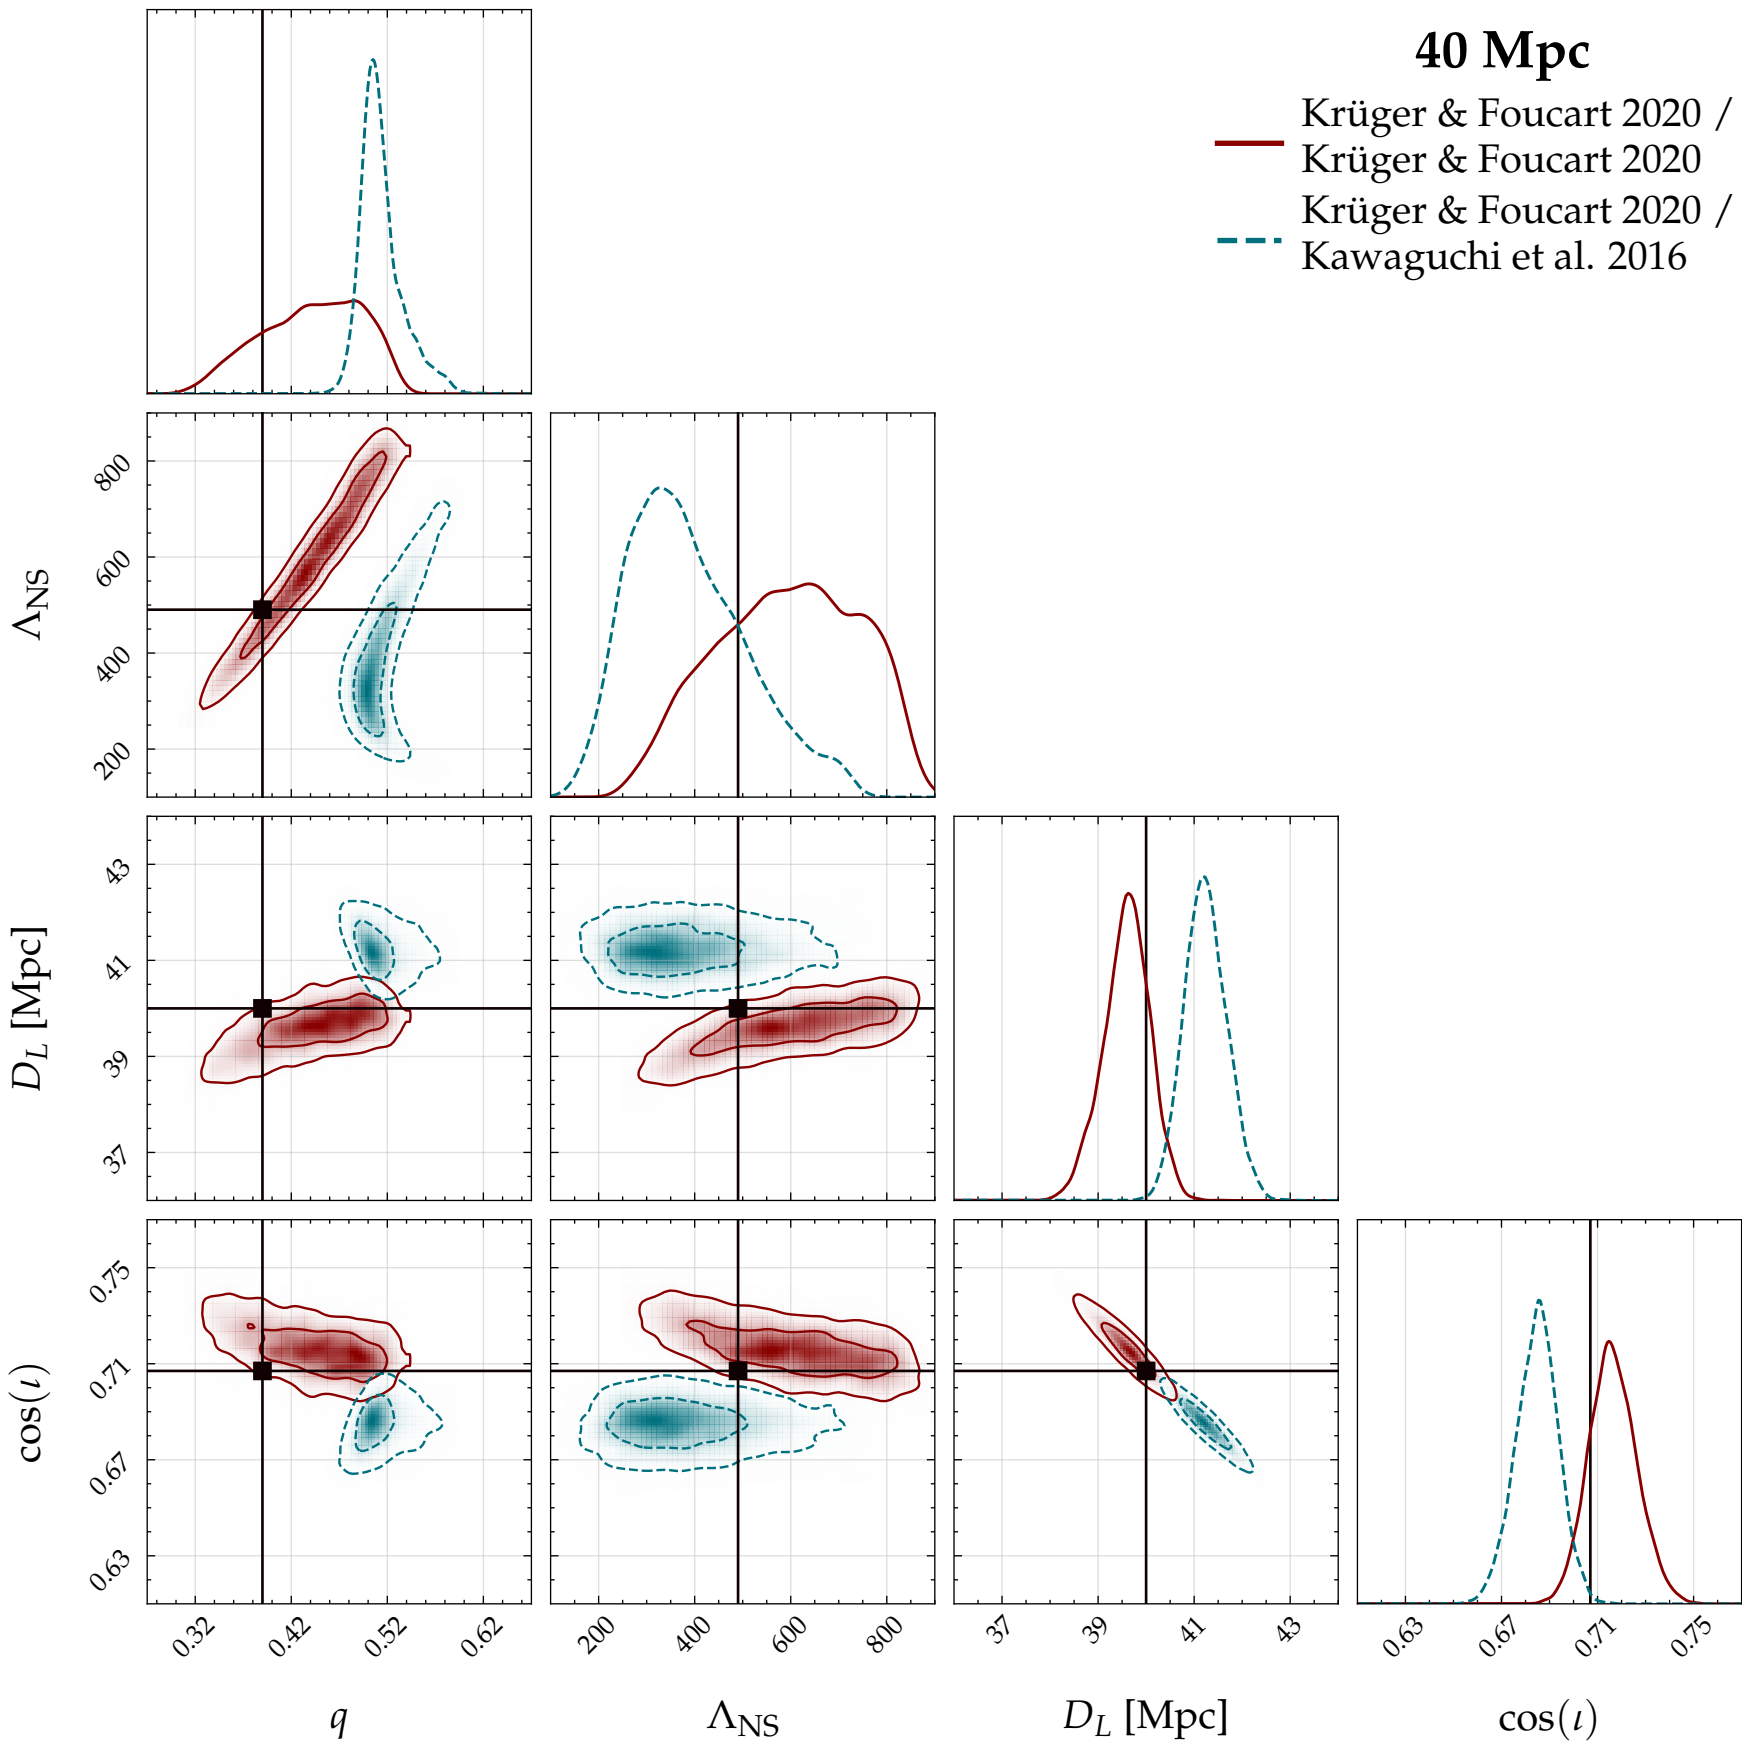 40 Mpc
Krüger & Foucart 2020 /
Krüger & Foucart 2020
Krüger & Foucart 2020 /
Kawaguchi et al. 2016
ΛNS
800
600
400
200
D_L [Mpc]
43
41
39
37
cos(ι)
0.75
0.71
0.67
0.63
0.32 0.42 0.52 0.62 200 400 600 800 37 39 41 43 0.63 0.67 0.71 0.75
q Λ_NS D_L [Mpc] cos(ι)